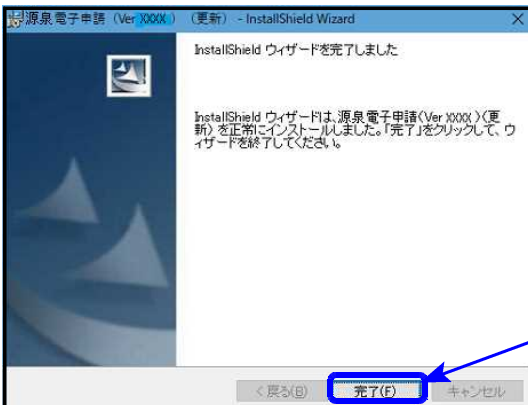 源泉電子申請（Ver XXXX ）（更新） - InstallShield Wizard
InstallShield ウィザードを完了しました
InstallShield ウィザードは、源泉電子申請(Ver XXXX )(更
新) を正常にインストールしました。「完了」をクリックして、ウ
ィザードを終了してください。
< 戻る(B)
完了(F)
キャンセル